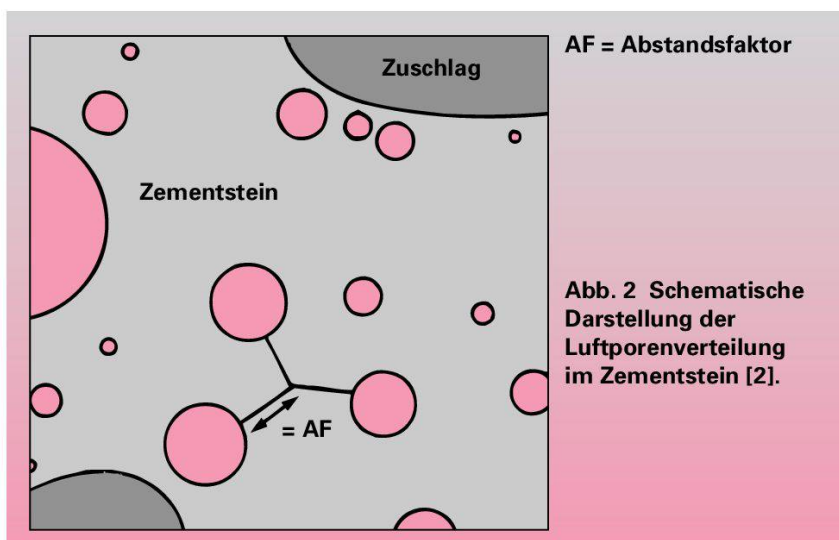 AF = Abstandsfaktor
Zuschlag
Zementstein
Abb. 2 Schematische
Darstellung der
Luftporenverteilung
im Zementstein [2].
= AF